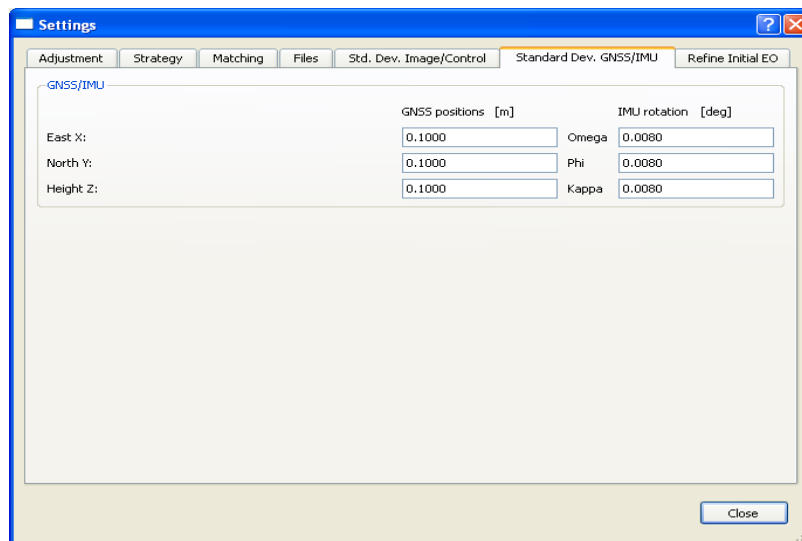 Settings
Adjustment Strategy Matching Files Std. Dev. Image/Control Standard Dev. GNSS/IMU Refine Initial EO
GNSS/IMU
GNSS positions [m] IMU rotation [deg]
East X: 0.1000 Omega 0.0080
North Y: 0.1000 Phi 0.0080
Height Z: 0.1000 Kappa 0.0080
Close